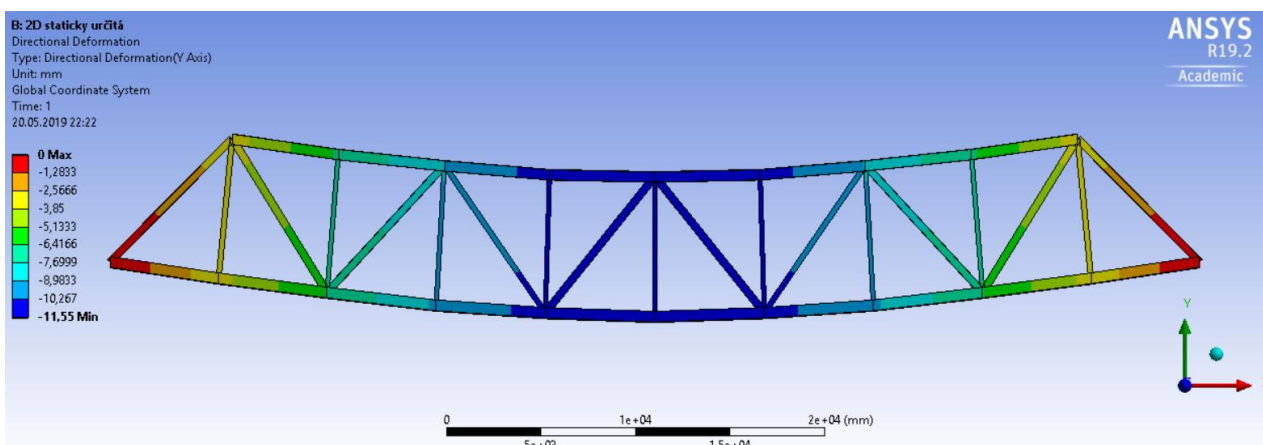 B: 2D staticky určitá
Directional Deformation
Type: Directional Deformation(Y Axis)
Unit: mm
Global Coordinate System
Time: 1
20.05.2019 22:22
0 Max
-1,2833
-2,5666
-3,85
-5,1333
-6,4166
-7,6999
-8,9833
-10,267
-11,55 Min
ANSYS
R19.2
Academic
Y
0 1e+04 2e+04 (mm)
5e+03 1.5e+04